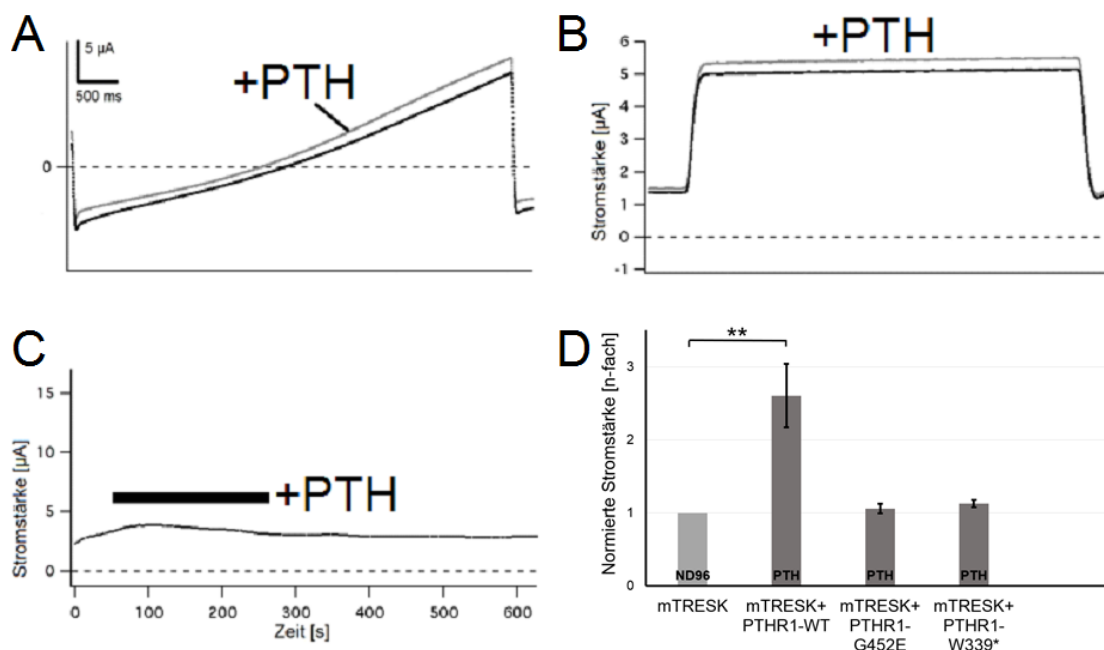 A
5 µA
500 ms
+PTH
0
B
+PTH
Stromstärke [µA]
6
5
4
3
2
1
0
-1
C
Stromstärke [µA]
15
10
5
0
+PTH
0 100 200 300 400 500 600
Zeit [s]
D
Normierte Stromstärke [n-fach]
3
2
1
0
**
ND96 PTH PTH PTH
mTRESK mTRESK+ mTRESK+ mTRESK+
PTHR1-WT PTHR1- PTHR1-
G452E W339*